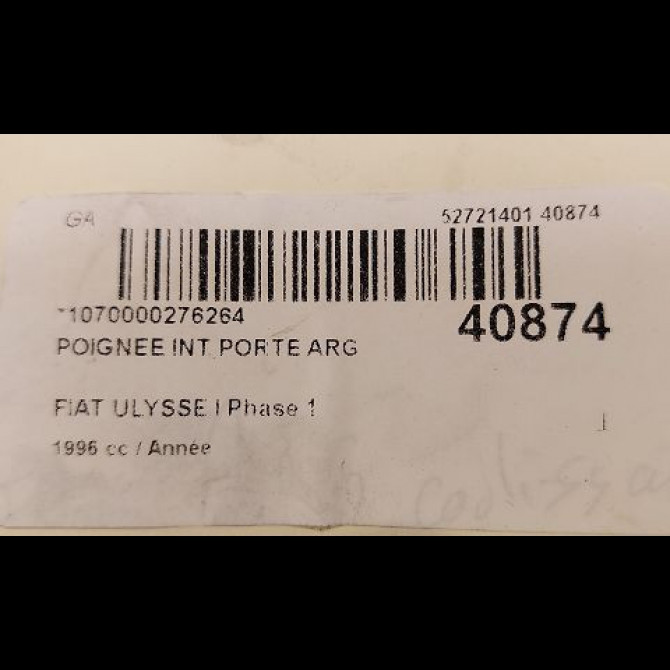 GA
52721401 40874
*1070000276264
40874
POIGNEE INT PORTE ARG
FIAT ULYSSE I Phase 1
1996 cc / Année